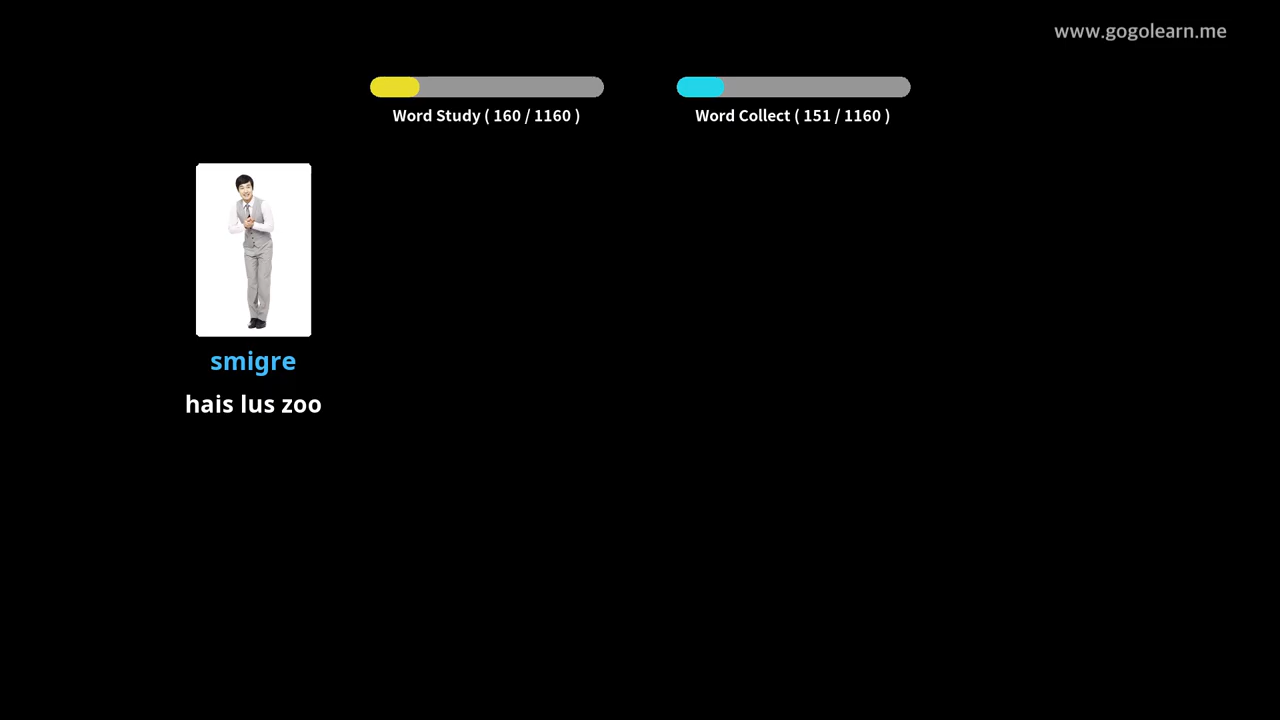 www.gogolearn.me
Word Study ( 160 / 1160 )
Word Collect ( 151 / 1160 )
smigre
hais lus zoo